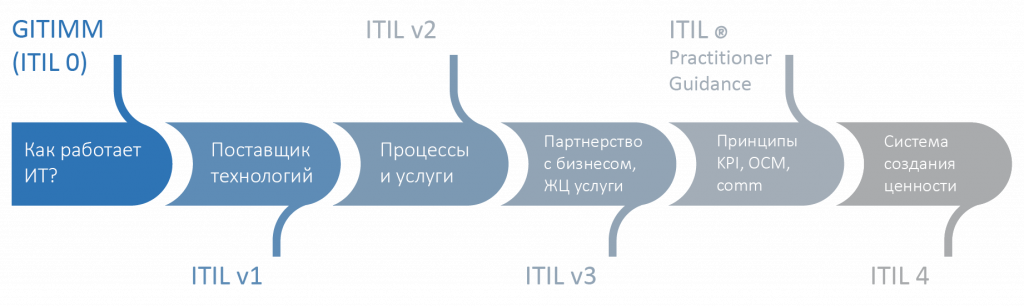 GITIMM
(ITIL 0)
ITIL v2
ITIL ®
Practitioner
Guidance
Как работает
ИТ?
Поставщик
технологий
Процессы
и услуги
Партнерство
с бизнесом,
ЖЦ услуги
Принципы
KPI, OCM,
comm
Система
создания
ценности
ITIL v1
ITIL v3
ITIL 4